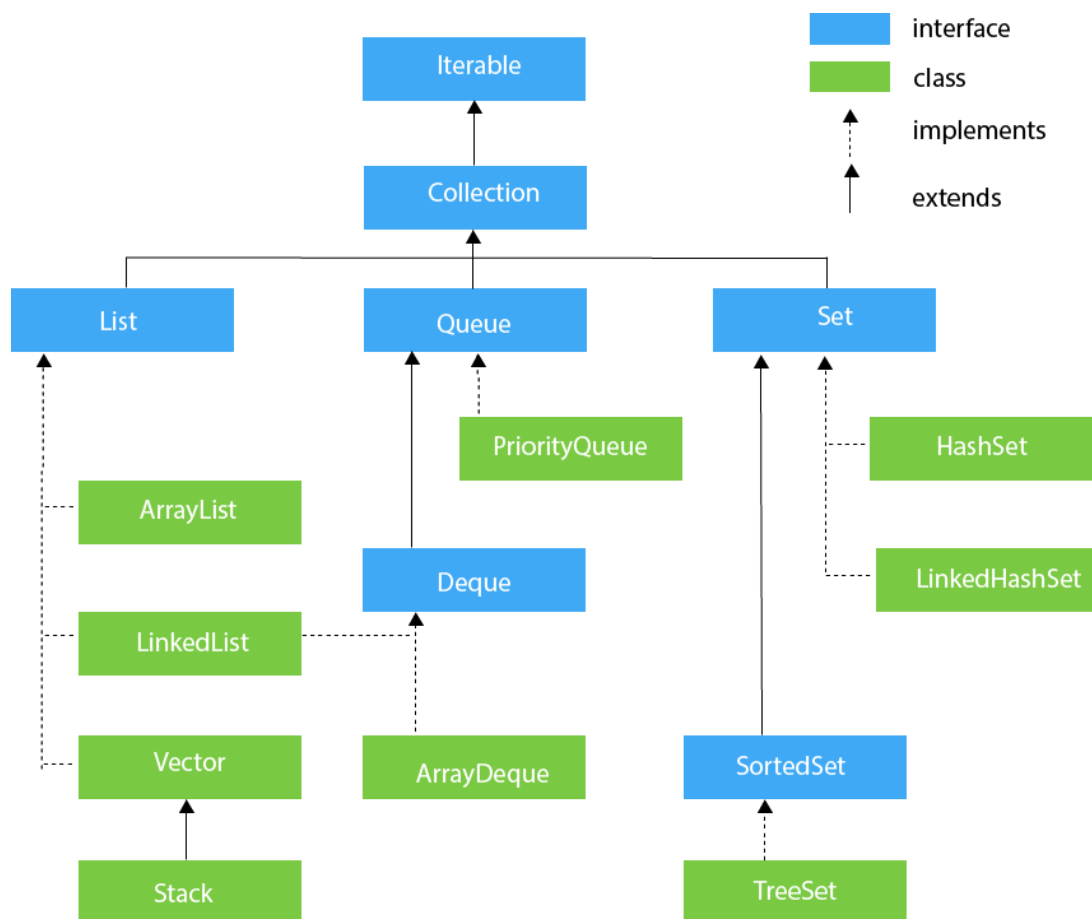 interface
Iterable
class
implements
Collection
extends
List
Queue
Set
PriorityQueue
HashSet
ArrayList
Deque
LinkedHashSet
LinkedList
Vector
ArrayDeque
SortedSet
Stack
TreeSet